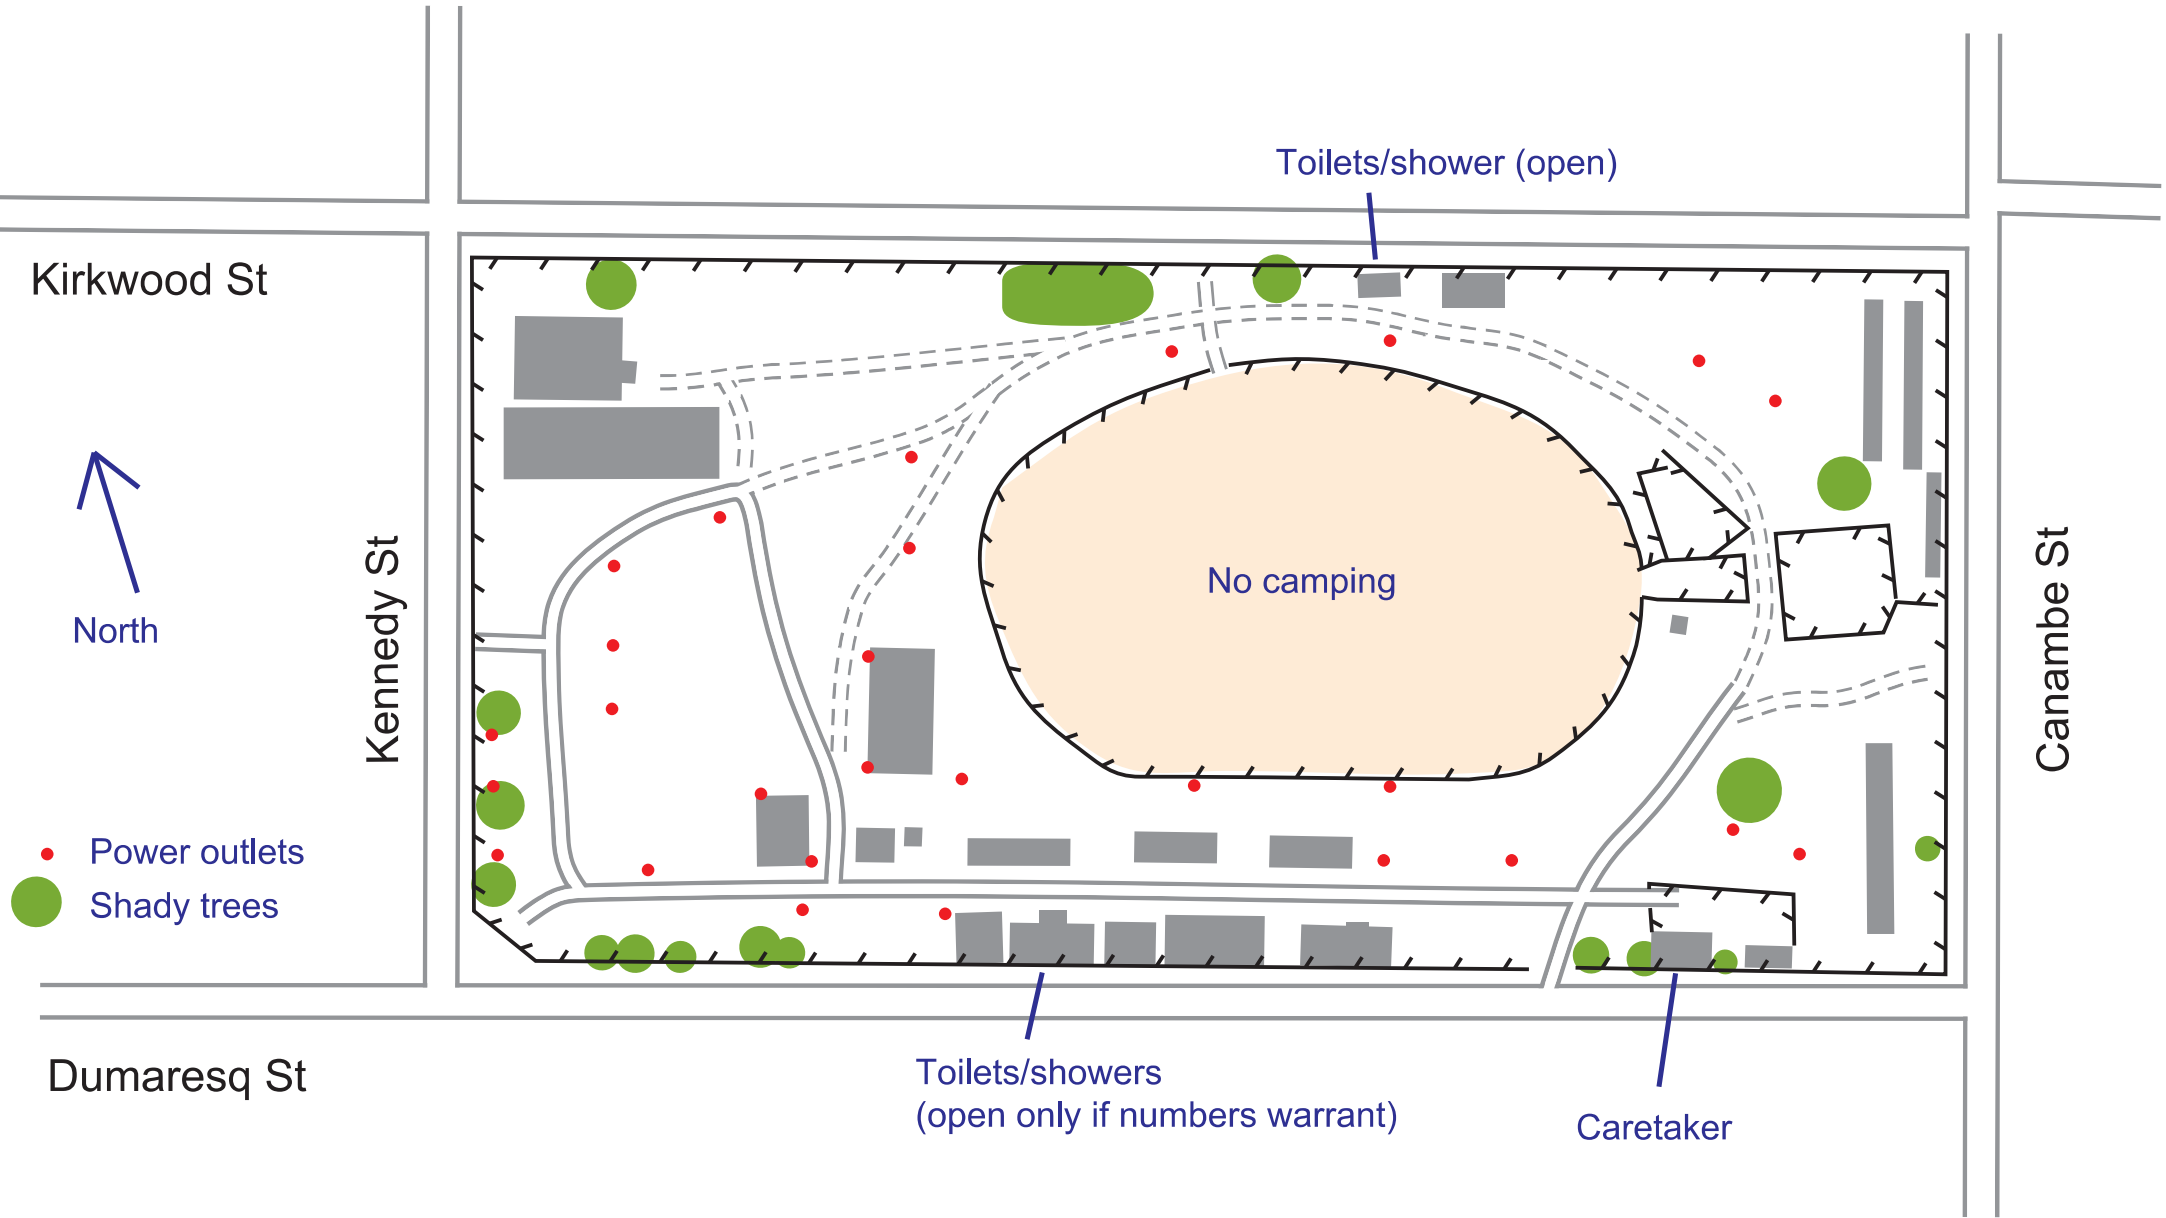 Toilets/shower (open)
Kirkwood St
North
Kennedy St
No camping
Canambe St
Power outlets
Shady trees
Dumaresq St
Toilets/showers
(open only if numbers warrant)
Caretaker